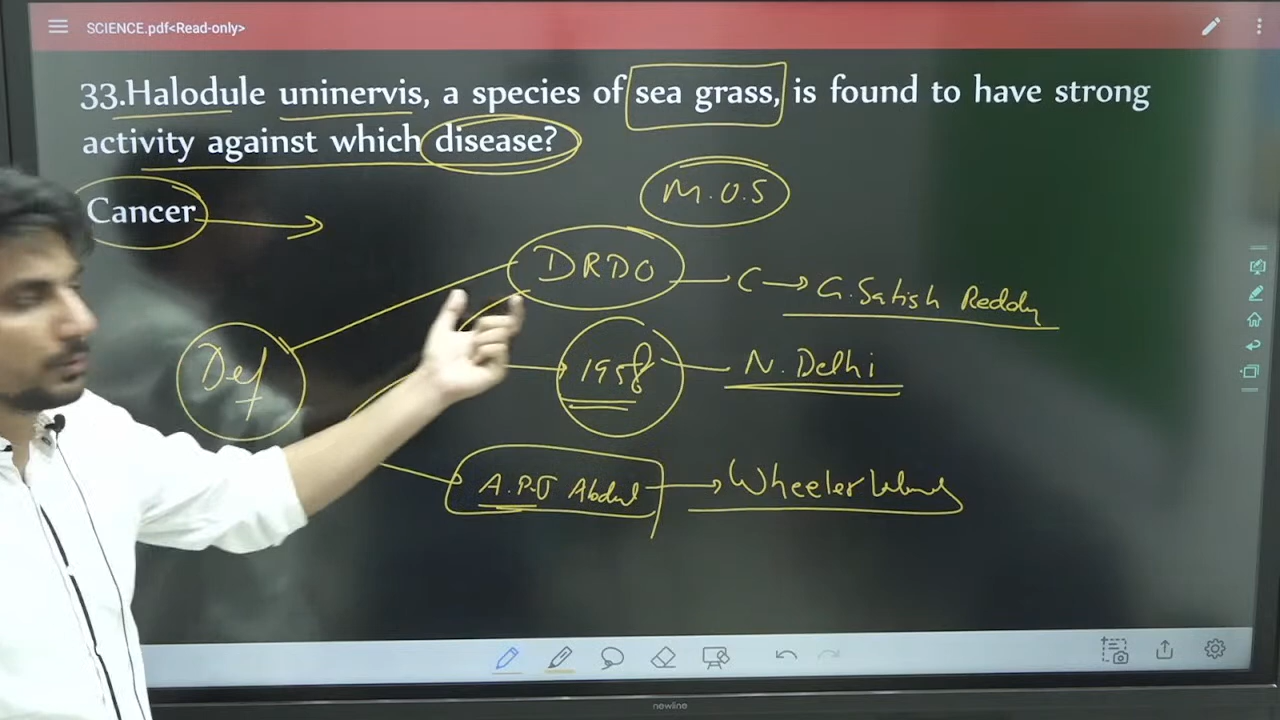 SCIENCE.pdf<Read-only>
33.Halodule uninervis, a species of sea grass, is found to have strong
activity against which disease?
M.O.S
Cancer
DRDO C → G. Satish Reddy
Def 1958 N. Delhi
A.P.J Abdul → Wheeler
newline